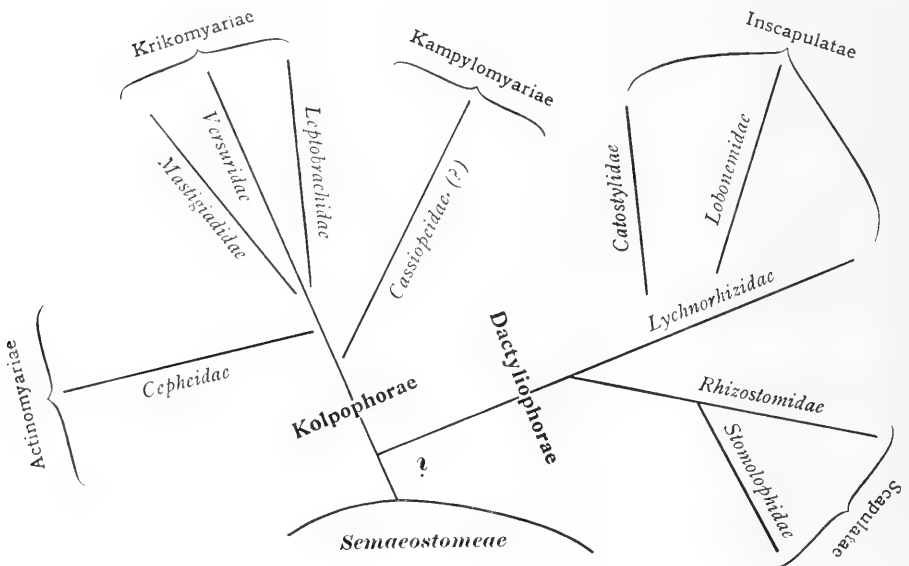 Krikomyariae
Kampylomyariae
Inscapulatae
Mastigiadidae
Versuridae
Leptobrachidae
Cassiopeidae (?)
Catostylidae
Lobonemidae
Lychnorhizidae
Actinomyariae
Cepheidae
Kolpophorae
Dactyliophorae
Rhizostomidae
Stomolophidae
Scapulatae
?
Semaeostomeae